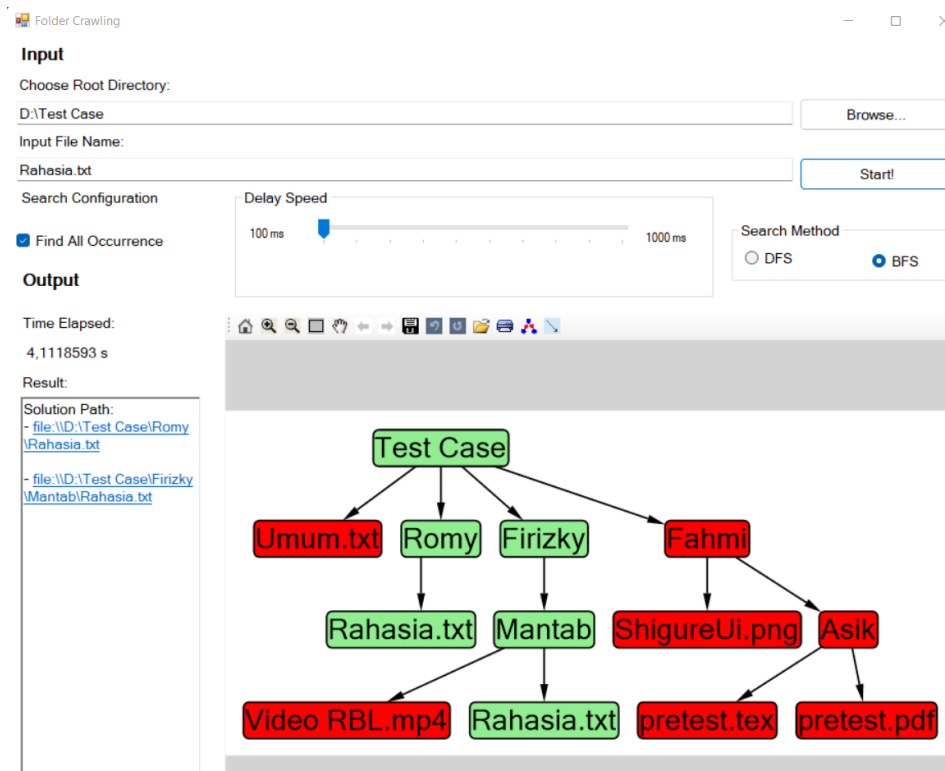 Folder Crawling
Input
Choose Root Directory:
D:\Test Case
Browse...
Input File Name:
Rahasia.txt
Start!
Search Configuration
Delay Speed
100 ms
1000 ms
Search Method
DFS
BFS
Find All Occurrence
Output
Time Elapsed:
4,1118593 s
Result:
Solution Path:
- file:\\D:\Test Case\Romy
\Rahasia.txt
- file:\\D:\Test Case\Firizky
\Mantab\Rahasia.txt
Test Case
Umum.txt Romy Firizky Fahmi
Rahasia.txt Mantab ShigureUi.png Asik
Video RBL.mp4 Rahasia.txt pretest.tex pretest.pdf